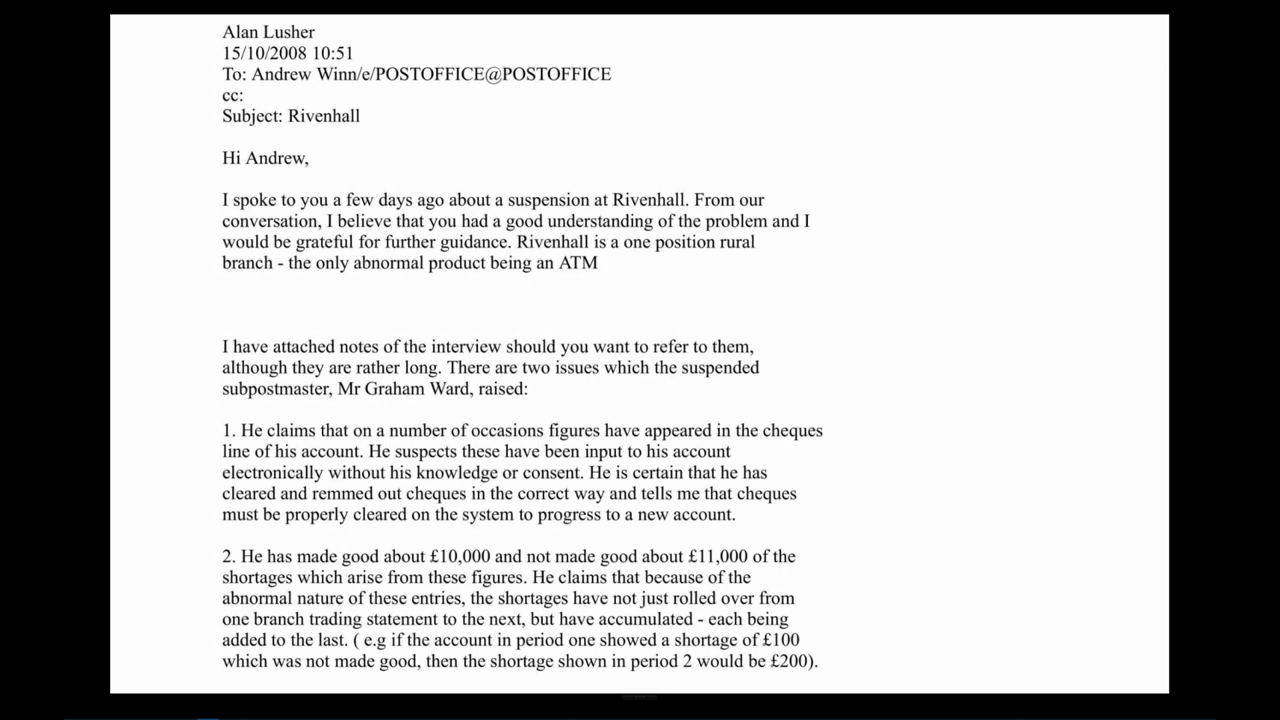 Alan Lusher
15/10/2008 10:51
To: Andrew Winn/e/POSTOFFICE@POSTOFFICE
cc:
Subject: Rivenhall
Hi Andrew,
I spoke to you a few days ago about a suspension at Rivenhall. From our
conversation, I believe that you had a good understanding of the problem and I
would be grateful for further guidance. Rivenhall is a one position rural
branch - the only abnormal product being an ATM
I have attached notes of the interview should you want to refer to them,
although they are rather long. There are two issues which the suspended
subpostmaster, Mr Graham Ward, raised:
1. He claims that on a number of occasions figures have appeared in the cheques
line of his account. He suspects these have been input to his account
electronically without his knowledge or consent. He is certain that he has
cleared and remmed out cheques in the correct way and tells me that cheques
must be properly cleared on the system to progress to a new account.
2. He has made good about £10,000 and not made good about £11,000 of the
shortages which arise from these figures. He claims that because of the
abnormal nature of these entries, the shortages have not just rolled over from
one branch trading statement to the next, but have accumulated - each being
added to the last. ( e.g if the account in period one showed a shortage of £100
which was not made good, then the shortage shown in period 2 would be £200).